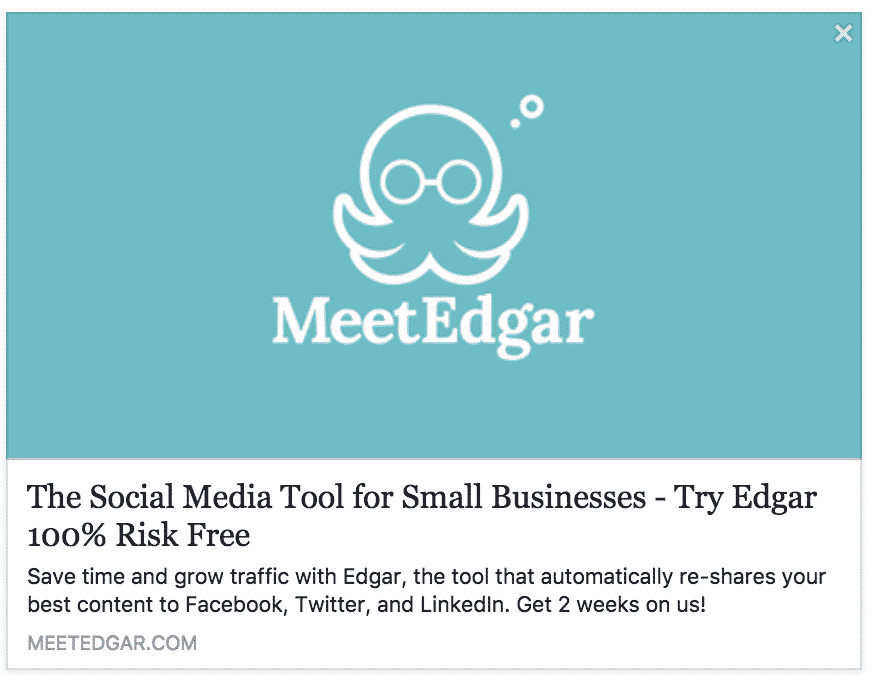 MeetEdgar
The Social Media Tool for Small Businesses - Try Edgar
100% Risk Free
Save time and grow traffic with Edgar, the tool that automatically re-shares your
best content to Facebook, Twitter, and LinkedIn. Get 2 weeks on us!
MEETEDGAR.COM